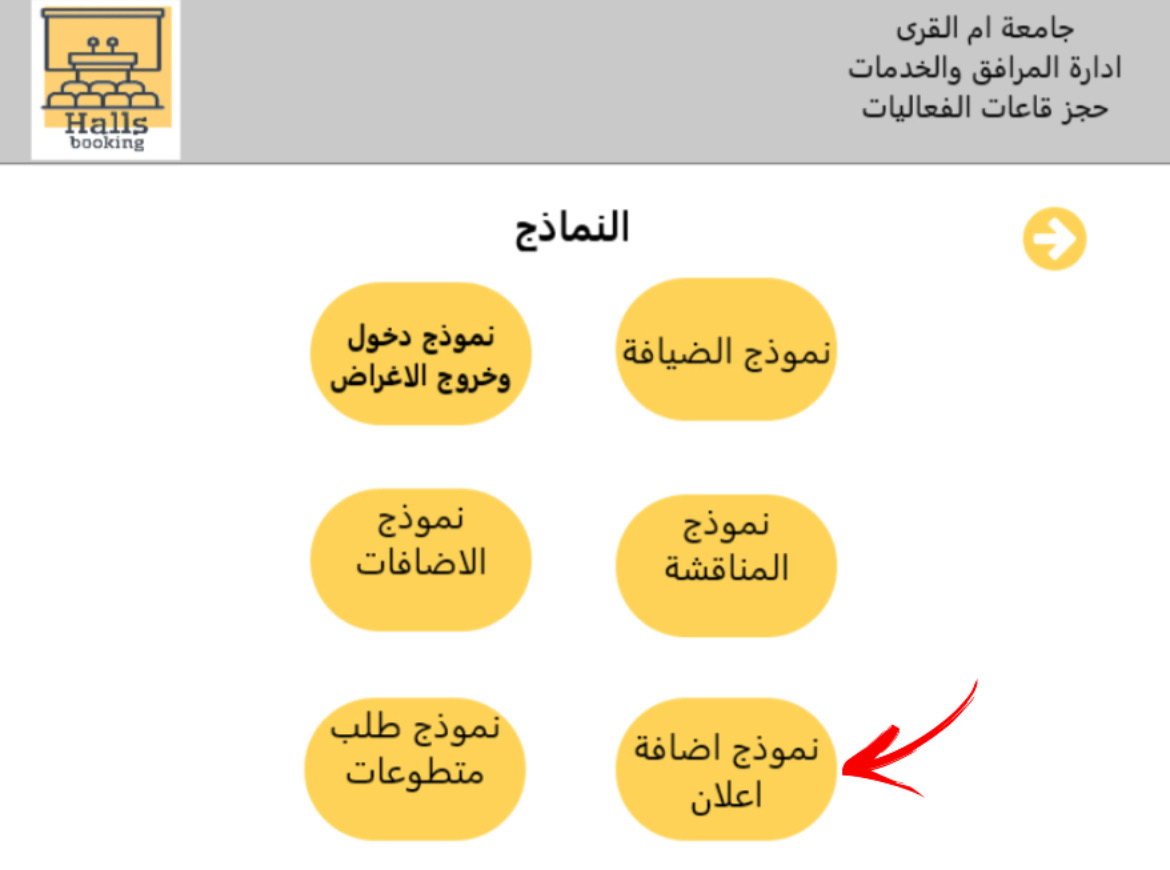 جامعة ام القرى
ادارة المرافق والخدمات
حجز قاعات الفعاليات
Halls
booking
النماذج
نموذج الضيافة
نموذج دخول
وخروج الاغراض
نموذج
المناقشة
نموذج
الاضافات
نموذج اضافة
اعلان
نموذج طلب
متطوعات